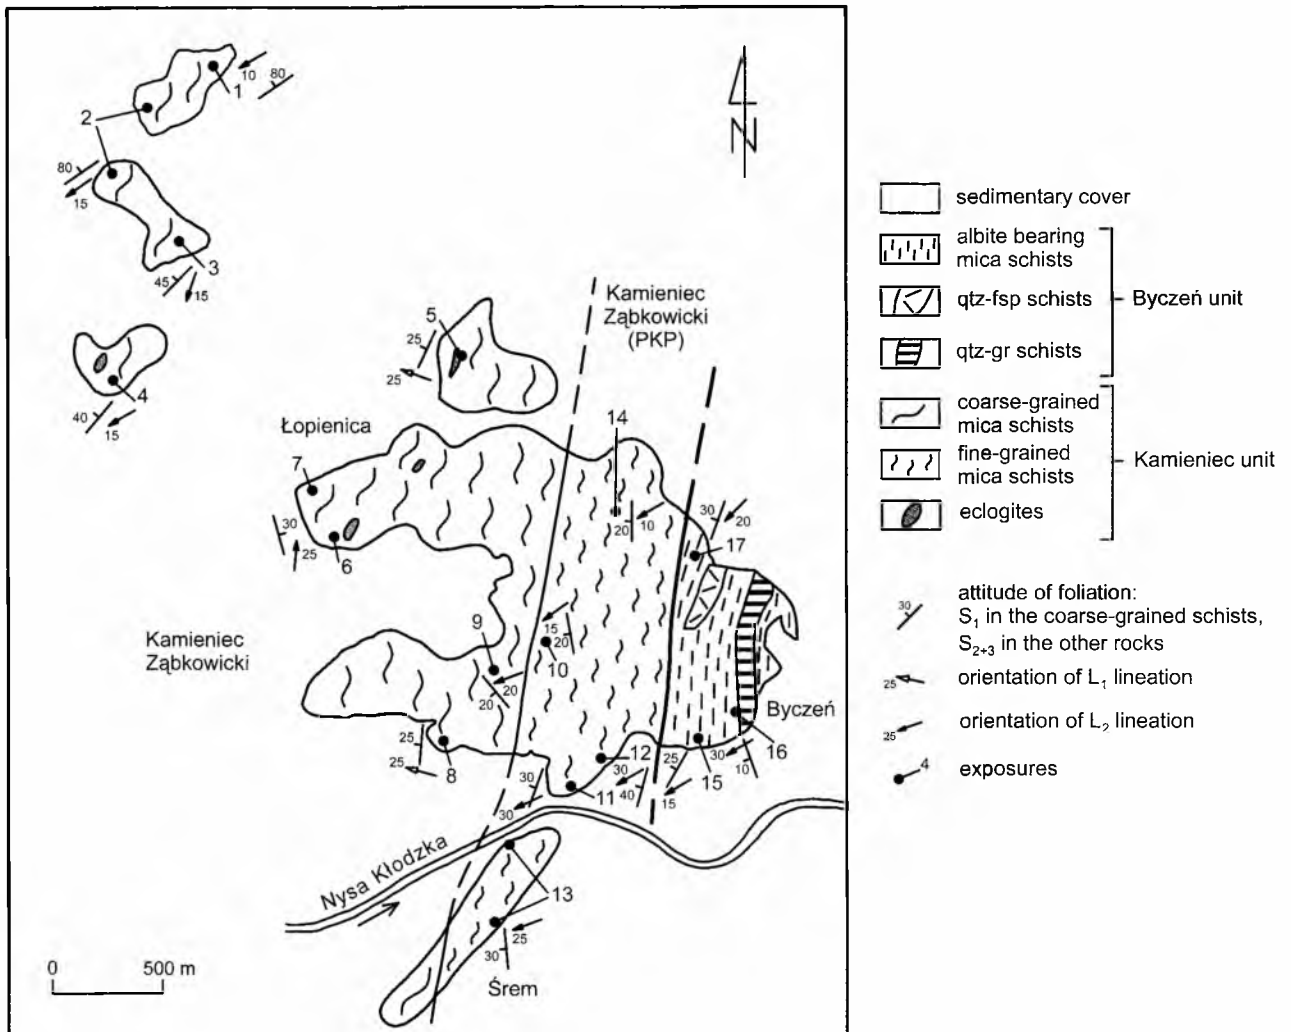 10
80
1
2
80
15
3
45
15
N
40
4
15
5
25
25
Kamieniec
Ząbkowicki
(PKP)
14
Łopienica
7
30
25
6
20
10
30
20
17
Kamieniec
Ząbkowicki
9
20
20
15
20
10
25
25
8
30
30
11
12
30
40
25
15
15
30
10
16
Byczeń
Nysa Kłodzka
13
25
30
Śrem
0 500 m
sedimentary cover
albite bearing
mica schists
qtz-fsp schists
Byczeń unit
qtz-gr schists
coarse-grained
mica schists
fine-grained
mica schists
Kamieniec unit
eclogites
attitude of foliation:
30 S₁ in the coarse-grained schists,
S₂₊₃ in the other rocks
25 orientation of L₁ lineation
25 orientation of L₂ lineation
4 exposures